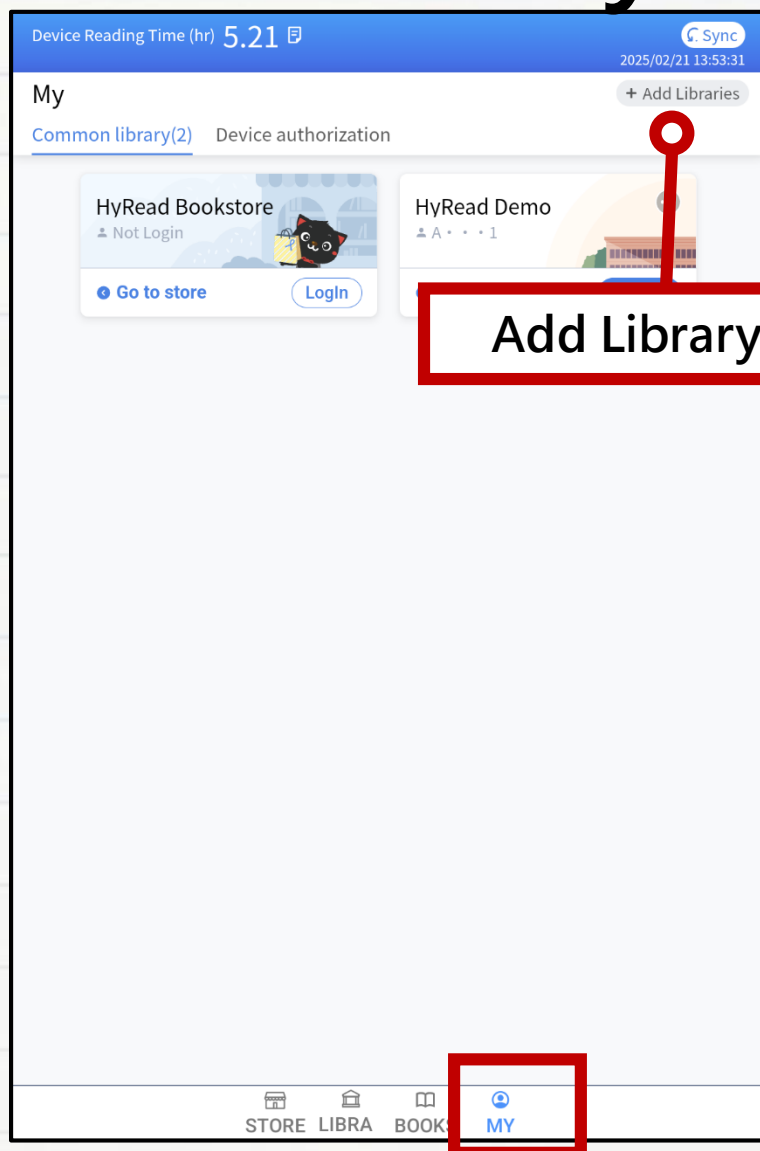 Device Reading Time (hr) 5.21
Sync
2025/02/21 13:53:31
My
+ Add Libraries
Common library(2) Device authorization
HyRead Bookstore
Not Login
Go to store
LogIn
HyRead Demo
A・・・1
Add Library
STORE LIBRA BOOKS MY